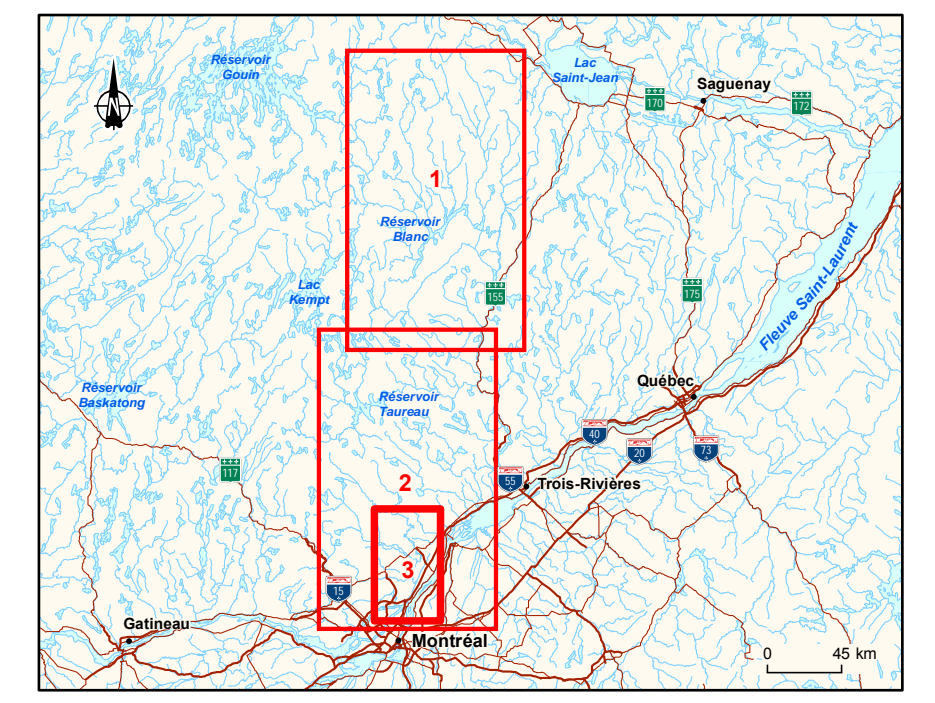 Réservoir
Gouin
Lac
Saint-Jean
Saguenay
170
172
N
1
Réservoir
Blanc
Lac
Kempt
155
175
Fleuve Saint-Laurent
Réservoir
Baskatong
Réservoir
Taureau
Québec
40
20
73
117
2
55
Trois-Rivières
3
15
Gatineau
Montréal
0 45 km